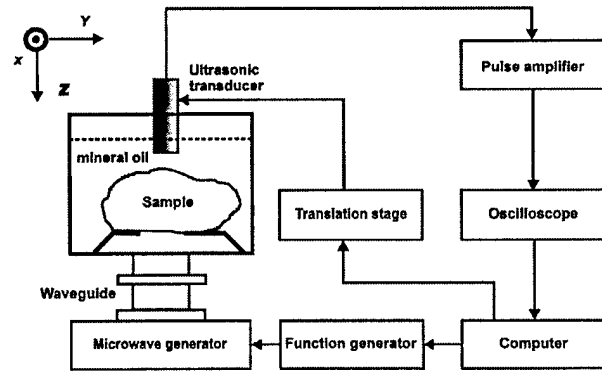 Y
x
Z
Ultrasonic
transducer
Pulse amplifier
mineral oil
Sample
Translation stage
Oscilloscope
Waveguide
Microwave generator
Function generator
Computer